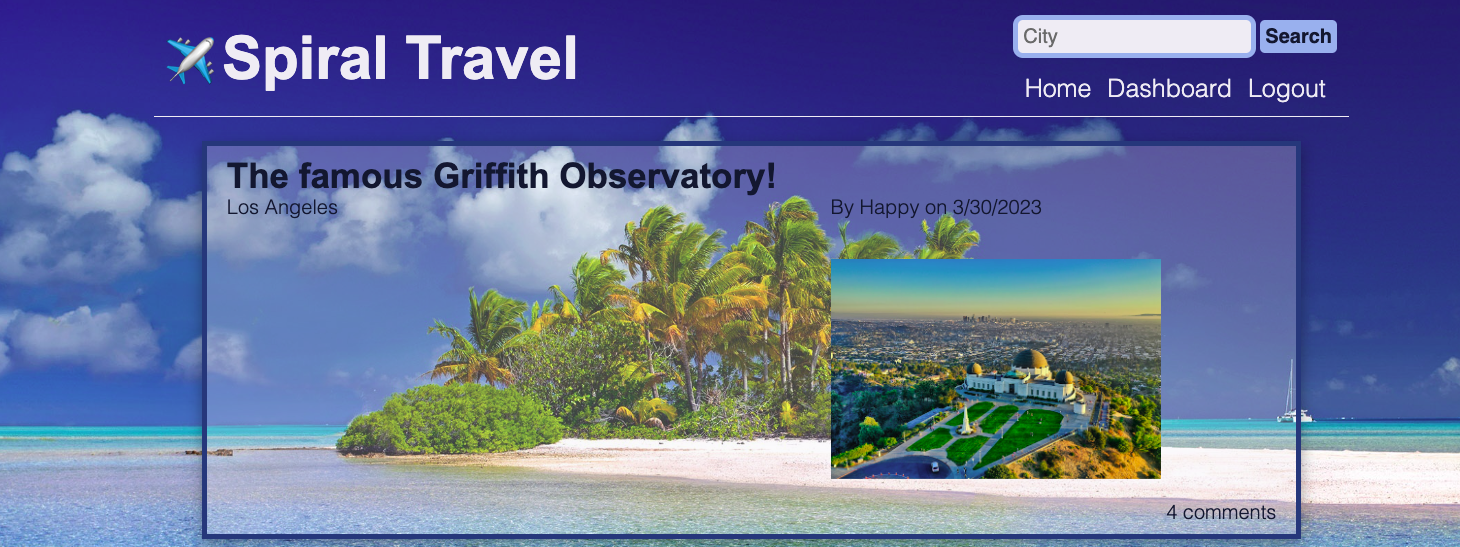 Spiral Travel
City
Search
Home Dashboard Logout
The famous Griffith Observatory!
Los Angeles
By Happy on 3/30/2023
4 comments